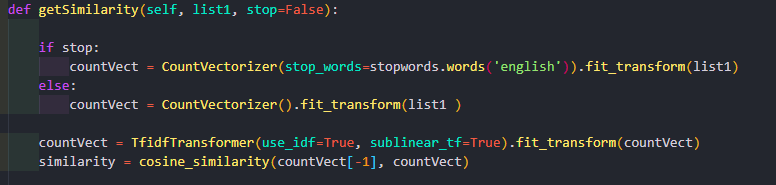 def getSimilarity(self, list1, stop=False):
if stop:
countVect = CountVectorizer(stop_words=stopwords.words('english')).fit_transform(list1)
else:
countVect = CountVectorizer().fit_transform(list1 )
countVect = TfidfTransformer(use_idf=True, sublinear_tf=True).fit_transform(countVect)
similarity = cosine_similarity(countVect[-1], countVect)